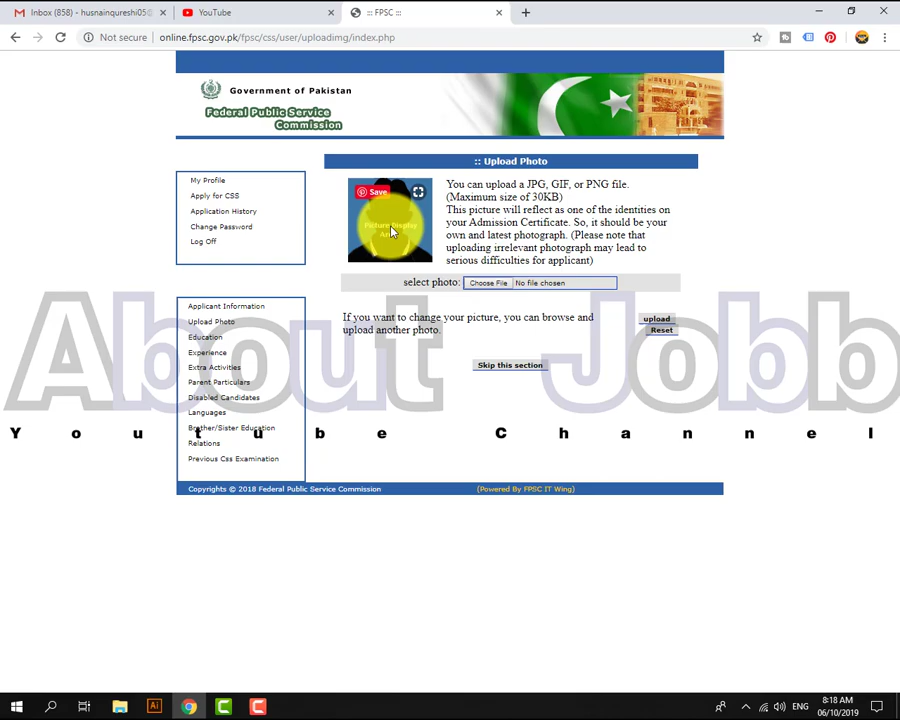 Inbox (858) - husnainqureshi05@
YouTube
::: FPSC :::
Not secure
online.fpsc.gov.pk/fpsc/css/user/uploadimg/index.php
Government of Pakistan
Federal Public Service
Commission
:: Upload Photo
My Profile
Apply for CSS
Application History
Change Password
Log Off
Save
Picture Display
You can upload a JPG, GIF, or PNG file.
(Maximum size of 30KB)
This picture will reflect as one of the identities on
your Admission Certificate. So, it should be your
own and latest photograph. (Please note that
uploading irrelevant photograph may lead to
serious difficulties for applicant)
select photo: Choose File No file chosen
If you want to change your picture, you can browse and
upload another photo.
upload
Reset
Skip this section
Applicant Information
Upload Photo
Education
Experience
Extra Activities
Parent Particulars
Disabled Candidates
Languages
Brother/Sister Education
Relations
Previous Css Examination
About Jobb
Youtube Channel
Copyrights © 2018 Federal Public Service Commission
(Powered By FPSC IT Wing)
Ai
ENG
8:18 AM
06/10/2019